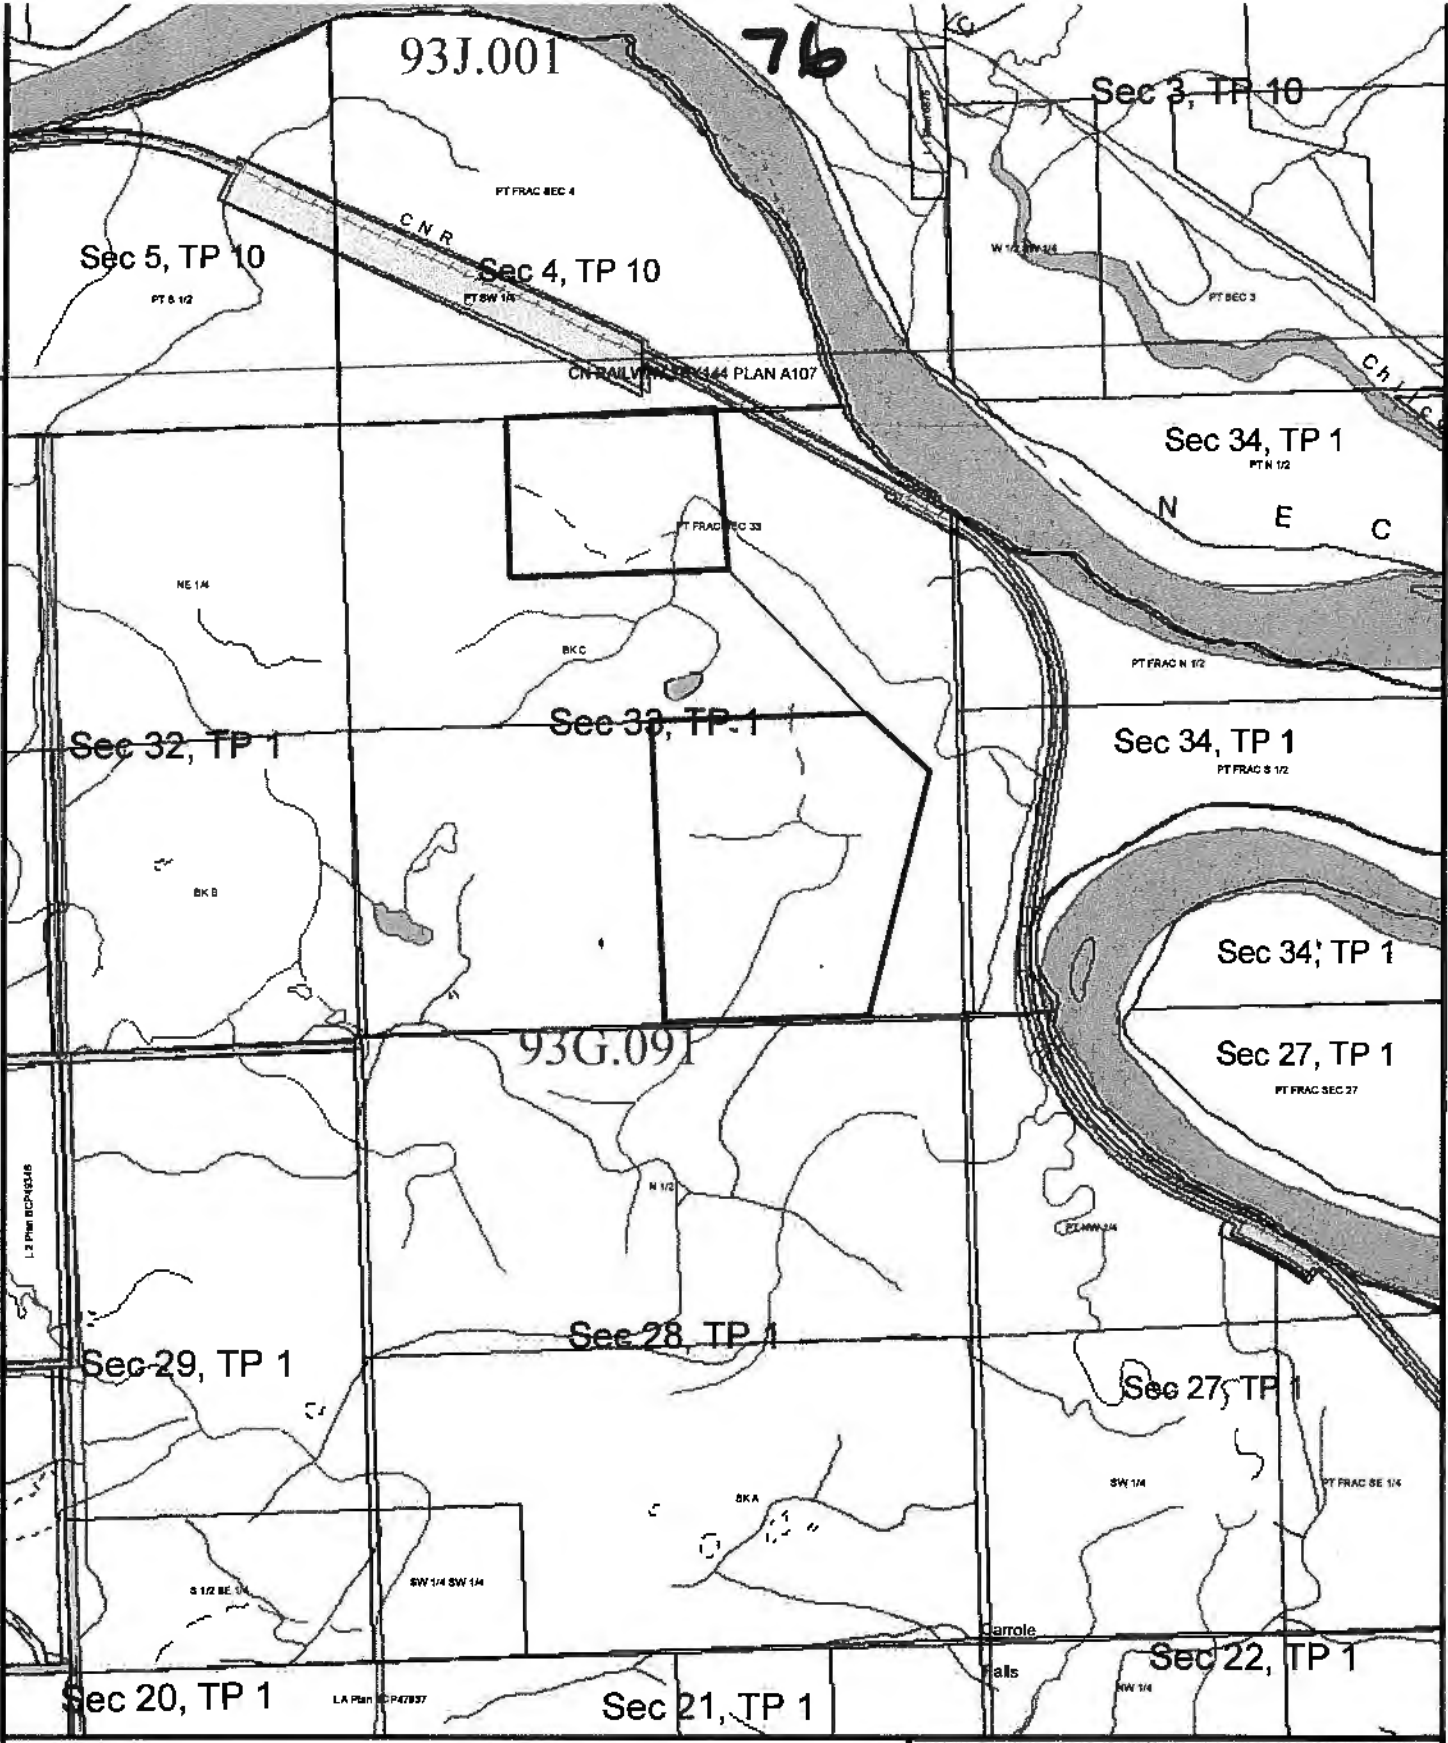 93J.001
76
Sec 3, TP 10
PT FRAC SEC 4
C N R
Sec 5, TP 10
Sec 4, TP 10
PT S 1/2
PT SW 1/4
PT SEC 3
PLAN A107
Sec 34, TP 1
PT N 1/2
N E C
PT FRAC SEC 33
NE 1/4
BK C
PT FRAC N 1/2
Sec 32, TP 1
Sec 33, TP 1
Sec 34, TP 1
PT FRAC S 1/2
BK B
Sec 34, TP 1
93G.091
Sec 27, TP 1
PT FRAC SEC 27
L 2 Plan BCP49346
N 1/2
PT NW 1/4
Sec 28, TP 1
Sec 29, TP 1
Sec 27, TP 1
BK A
SW 1/4
PT FRAC SE 1/4
S 1/2 SE 1/4
SW 1/4 SW 1/4
Falls
Sec 22, TP 1
NW 1/4
Sec 20, TP 1
Sec 21, TP 1